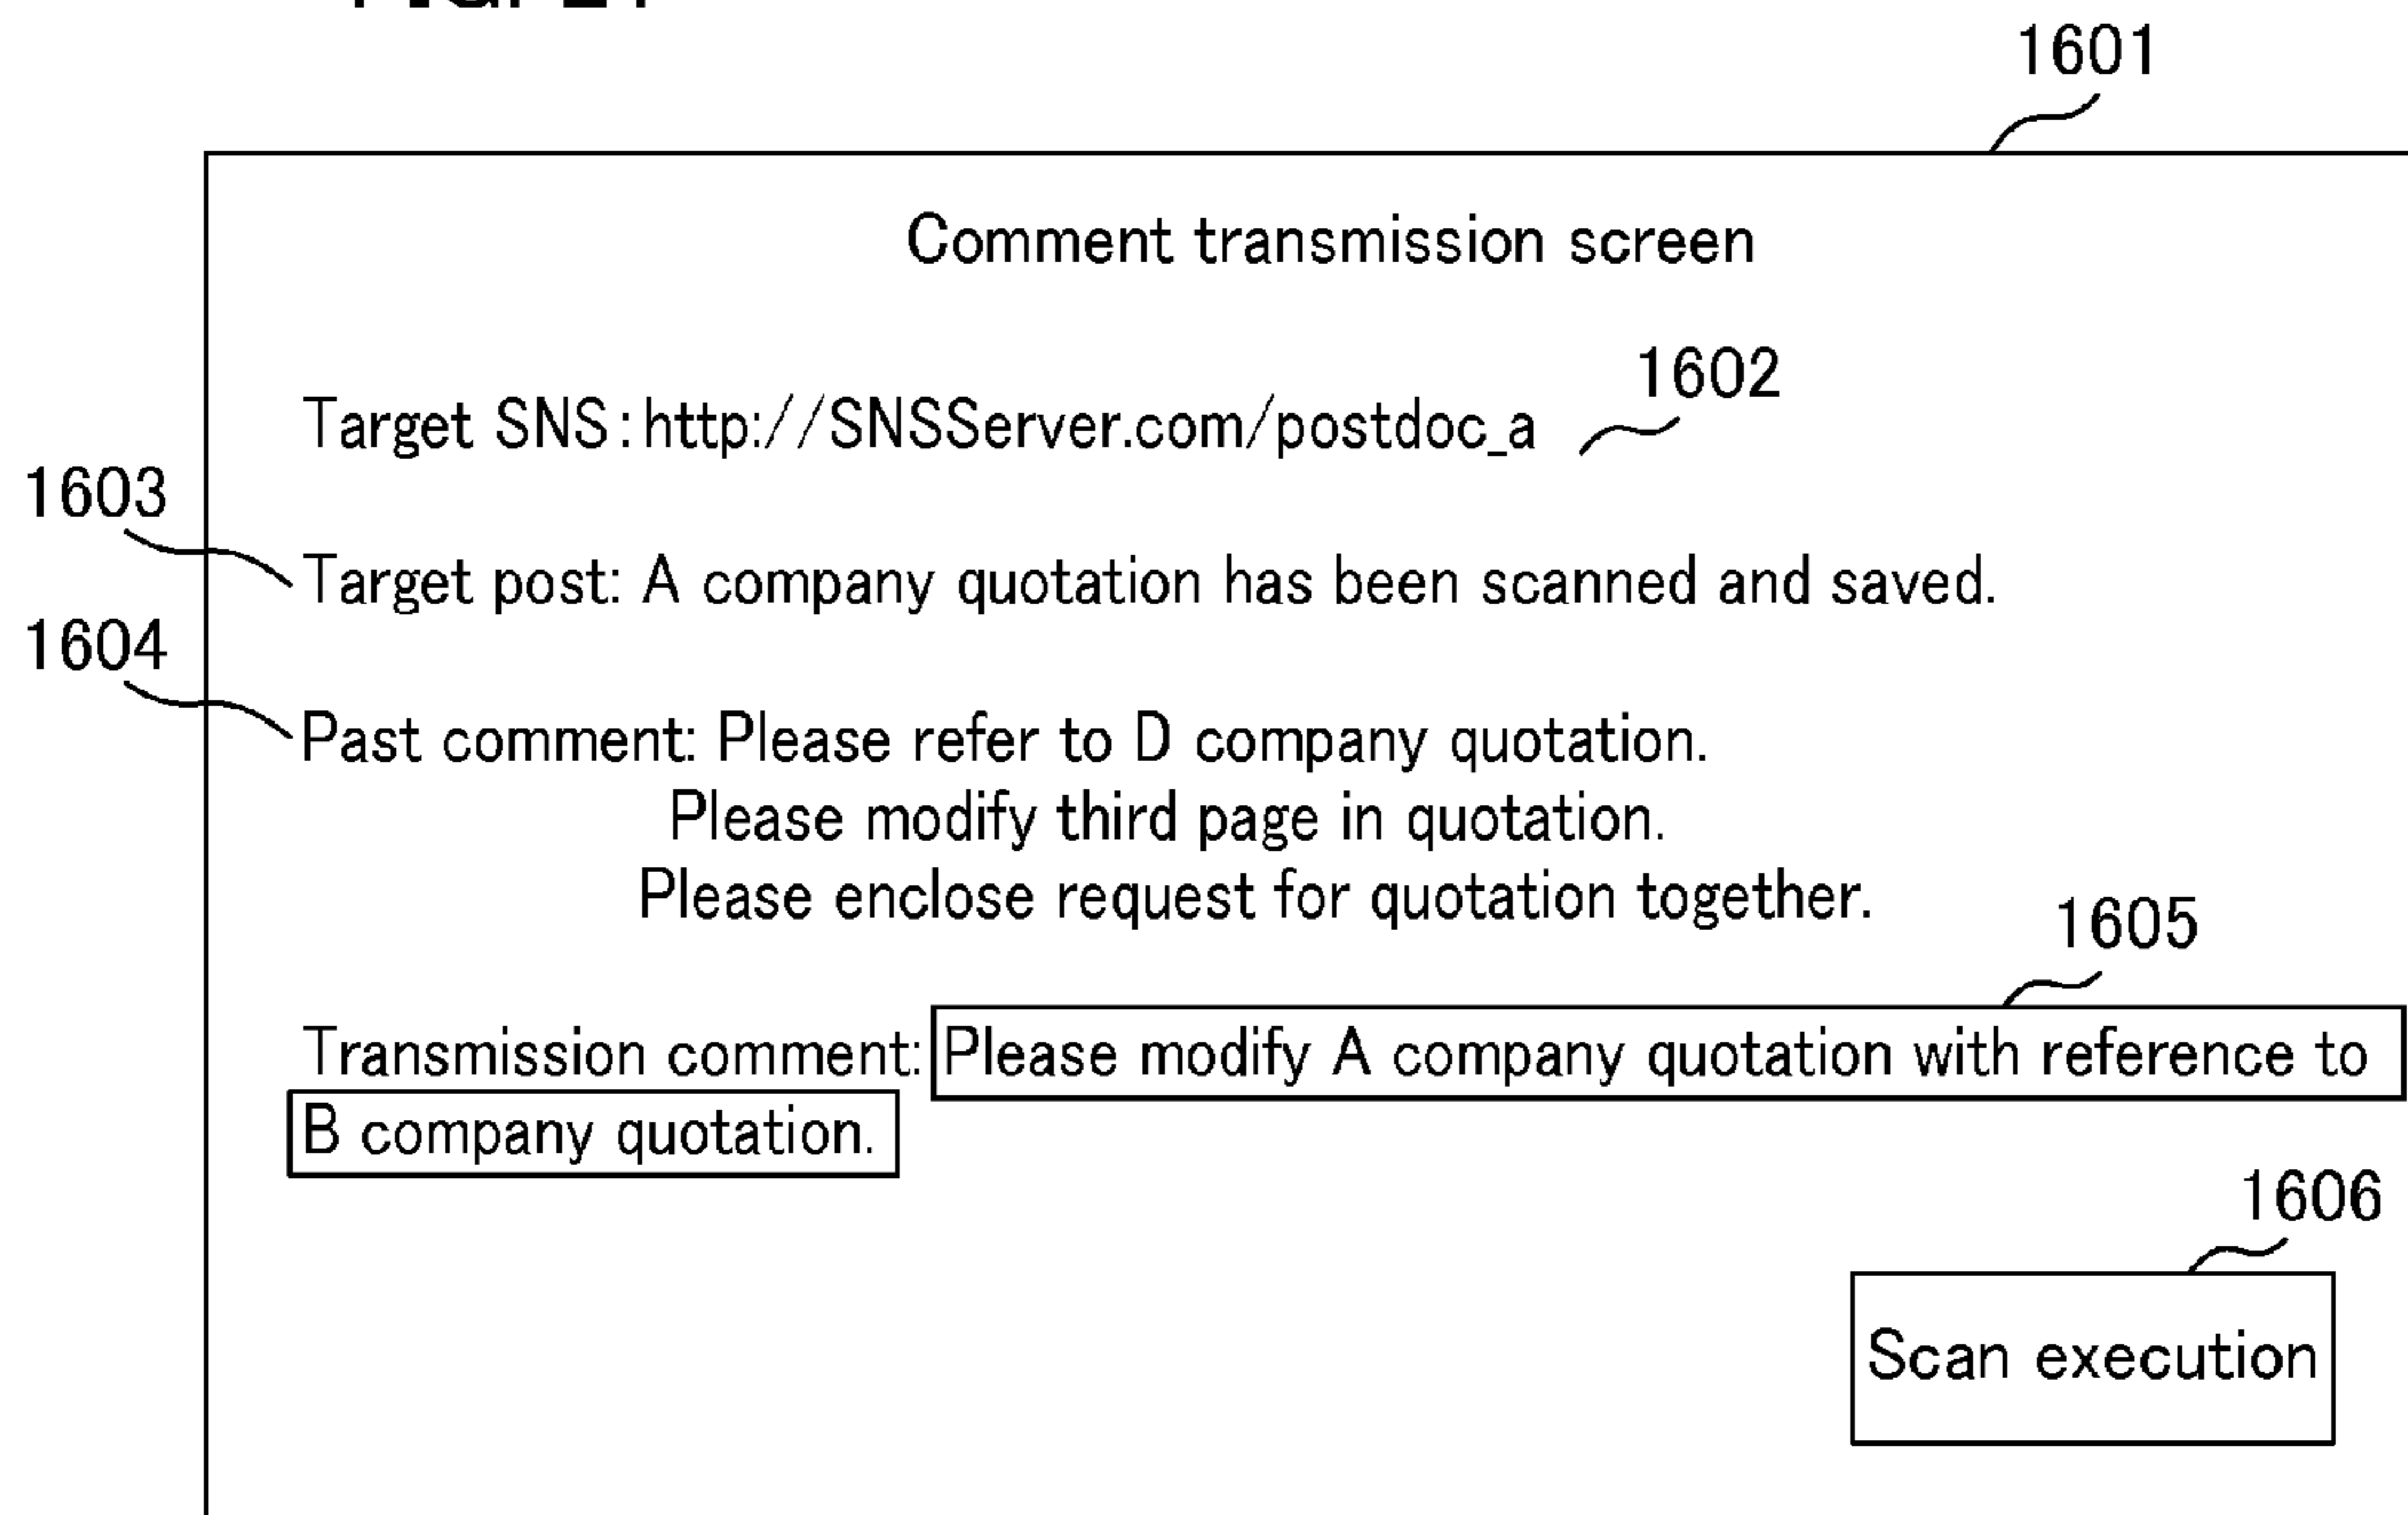 1601
Comment transmission screen
1602
Target SNS:http://SNSServer.com/postdoc_a
1603
Target post: A company quotation has been scanned and saved.
1604
Past comment: Please refer to D company quotation.
Please modify third page in quotation.
Please enclose request for quotation together.
1605
Transmission comment: Please modify A company quotation with reference to
B company quotation.
1606
Scan execution